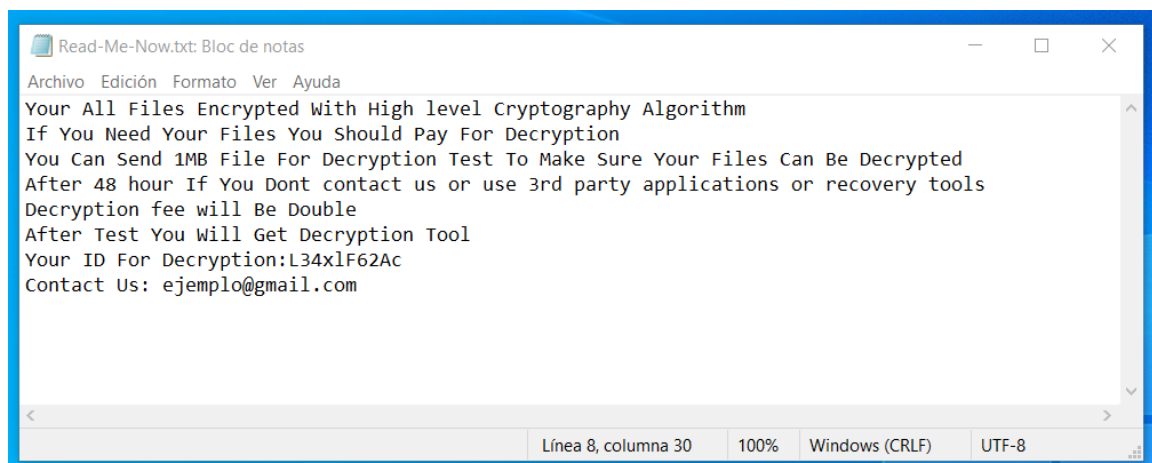 Read-Me-Now.txt: Bloc de notas
Archivo Edición Formato Ver Ayuda
Your All Files Encrypted With High level Cryptography Algorithm
If You Need Your Files You Should Pay For Decryption
You Can Send 1MB File For Decryption Test To Make Sure Your Files Can Be Decrypted
After 48 hour If You Dont contact us or use 3rd party applications or recovery tools
Decryption fee will Be Double
After Test You Will Get Decryption Tool
Your ID For Decryption:L34xlF62Ac
Contact Us: ejemplo@gmail.com
Línea 8, columna 30 100% Windows (CRLF) UTF-8